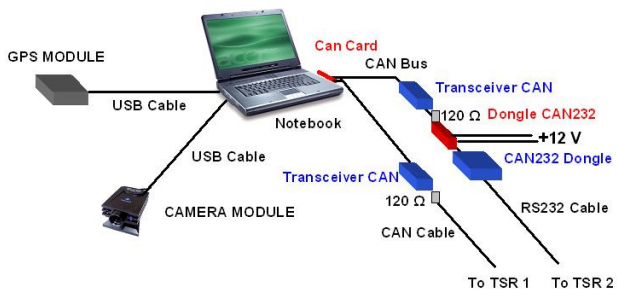 Can Card
CAN Bus
GPS MODULE
Transceiver CAN
USB Cable
120 Ω
Dongle CAN232
Notebook
+12 V
USB Cable
CAN232 Dongle
Transceiver CAN
120 Ω
RS232 Cable
CAMERA MODULE
CAN Cable
To TSR 1
To TSR 2